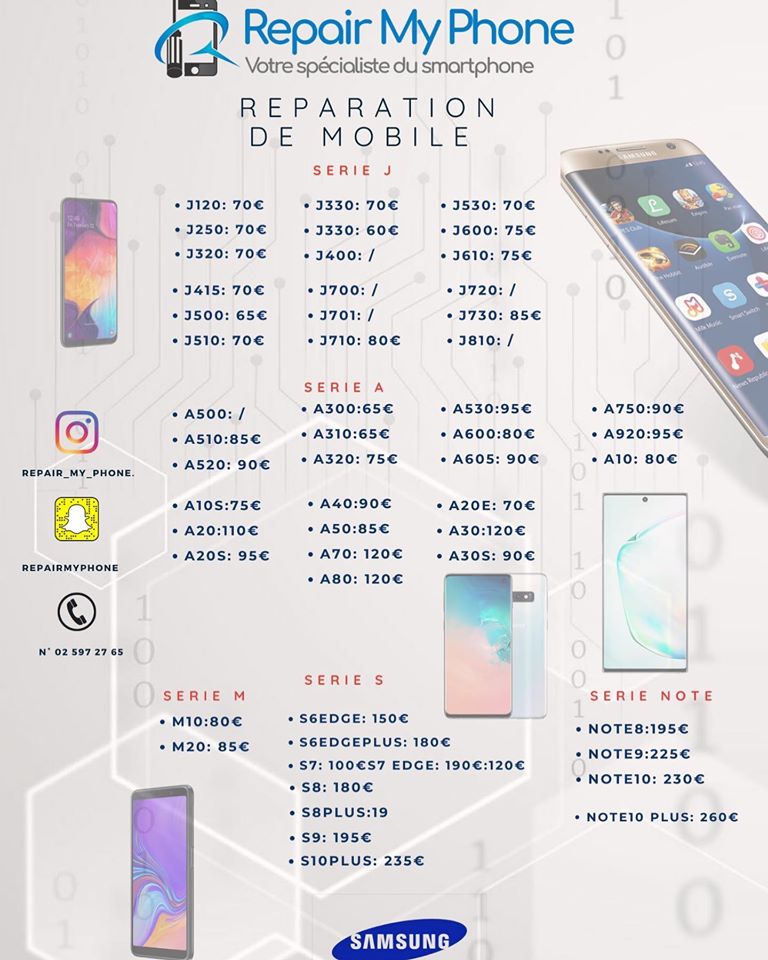 Repair My Phone
Votre spécialiste du smartphone
REPARATION
DE MOBILE
SERIE J
• J120: 70€
• J250: 70€
• J320: 70€
• J415: 70€
• J500: 65€
• J510: 70€
• J330: 70€
• J330: 60€
• J400: /
• J700: /
• J701: /
• J710: 80€
• J530: 70€
• J600: 75€
• J610: 75€
• J720: /
• J730: 85€
• J810: /
SERIE A
• A500: /
• A510:85€
• A520: 90€
• A300:65€
• A310:65€
• A320: 75€
• A530:95€
• A600:80€
• A605: 90€
• A750:90€
• A920:95€
• A10: 80€
• A10S:75€
• A20:110€
• A20S: 95€
• A40:90€
• A50:85€
• A70: 120€
• A80: 120€
• A20E: 70€
• A30:120€
• A30S: 90€
REPAIR_MY_PHONE.
REPAIRMYPHONE
N° 02 597 27 65
SERIE M
• M10:80€
• M20: 85€
SERIE S
• S6EDGE: 150€
• S6EDGEPLUS: 180€
• S7: 100€S7 EDGE: 190€:120€
• S8: 180€
• S8PLUS:19
• S9: 195€
• S10PLUS: 235€
SERIE NOTE
• NOTE8:195€
• NOTE9:225€
• NOTE10: 230€
• NOTE10 PLUS: 260€
SAMSUNG
SAMSUNG